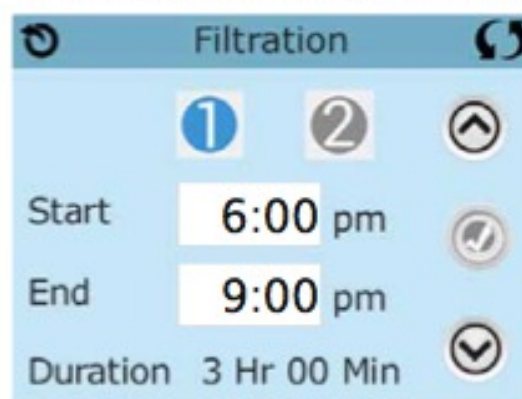 Filtration
1 2
Start 6:00 pm
End 9:00 pm
Duration 3 Hr 00 Min